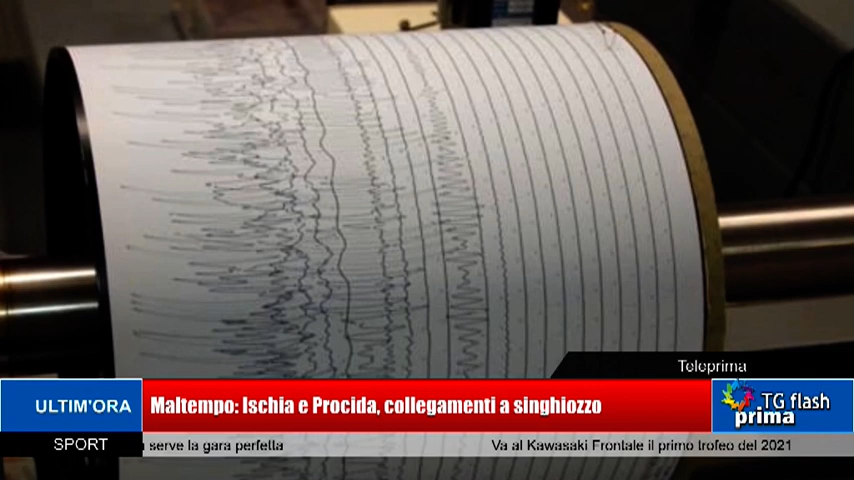 Teleprima
ULTIM'ORA
Maltempo: Ischia e Procida, collegamenti a singhiozzo
TG flash
prima
SPORT
serve la gara perfetta
Va al Kawasaki Frontale il primo trofeo del 2021